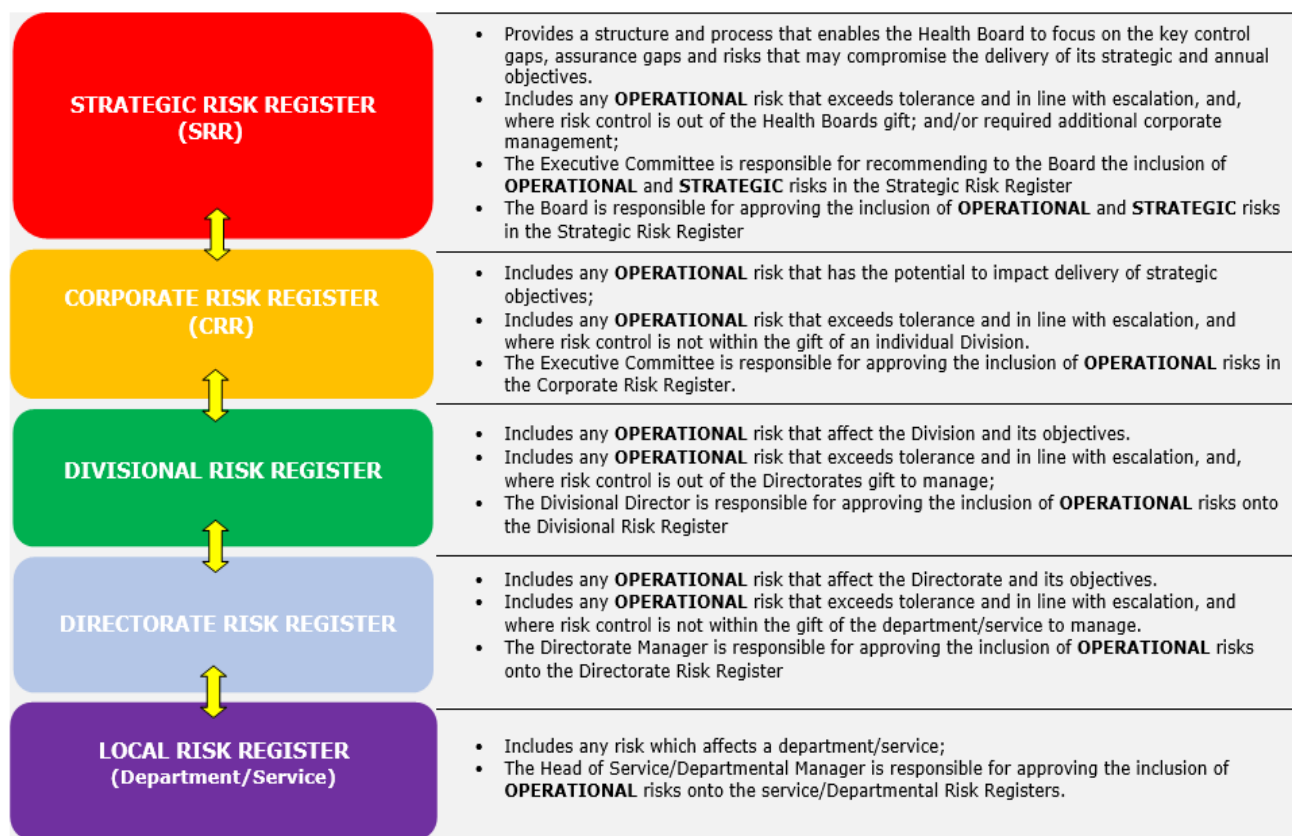 STRATEGIC RISK REGISTER
(SRR)
• Provides a structure and process that enables the Health Board to focus on the key control
gaps, assurance gaps and risks that may compromise the delivery of its strategic and annual
objectives.
• Includes any OPERATIONAL risk that exceeds tolerance and in line with escalation, and,
where risk control is out of the Health Boards gift; and/or required additional corporate
management;
• The Executive Committee is responsible for recommending to the Board the inclusion of
OPERATIONAL and STRATEGIC risks in the Strategic Risk Register
• The Board is responsible for approving the inclusion of OPERATIONAL and STRATEGIC risks
in the Strategic Risk Register
CORPORATE RISK REGISTER
(CRR)
• Includes any OPERATIONAL risk that has the potential to impact delivery of strategic
objectives;
• Includes any OPERATIONAL risk that exceeds tolerance and in line with escalation, and
where risk control is not within the gift of an individual Division.
• The Executive Committee is responsible for approving the inclusion of OPERATIONAL risks in
the Corporate Risk Register.
DIVISIONAL RISK REGISTER
• Includes any OPERATIONAL risk that affect the Division and its objectives.
• Includes any OPERATIONAL risk that exceeds tolerance and in line with escalation, and,
where risk control is out of the Directorates gift to manage;
• The Divisional Director is responsible for approving the inclusion of OPERATIONAL risks onto
the Divisional Risk Register
DIRECTORATE RISK REGISTER
• Includes any OPERATIONAL risk that affect the Directorate and its objectives.
• Includes any OPERATIONAL risk that exceeds tolerance and in line with escalation, and
where risk control is not within the gift of the department/service to manage.
• The Directorate Manager is responsible for approving the inclusion of OPERATIONAL risks
onto the Directorate Risk Register
LOCAL RISK REGISTER
(Department/Service)
• Includes any risk which affects a department/service;
• The Head of Service/Departmental Manager is responsible for approving the inclusion of
OPERATIONAL risks onto the service/Departmental Risk Registers.